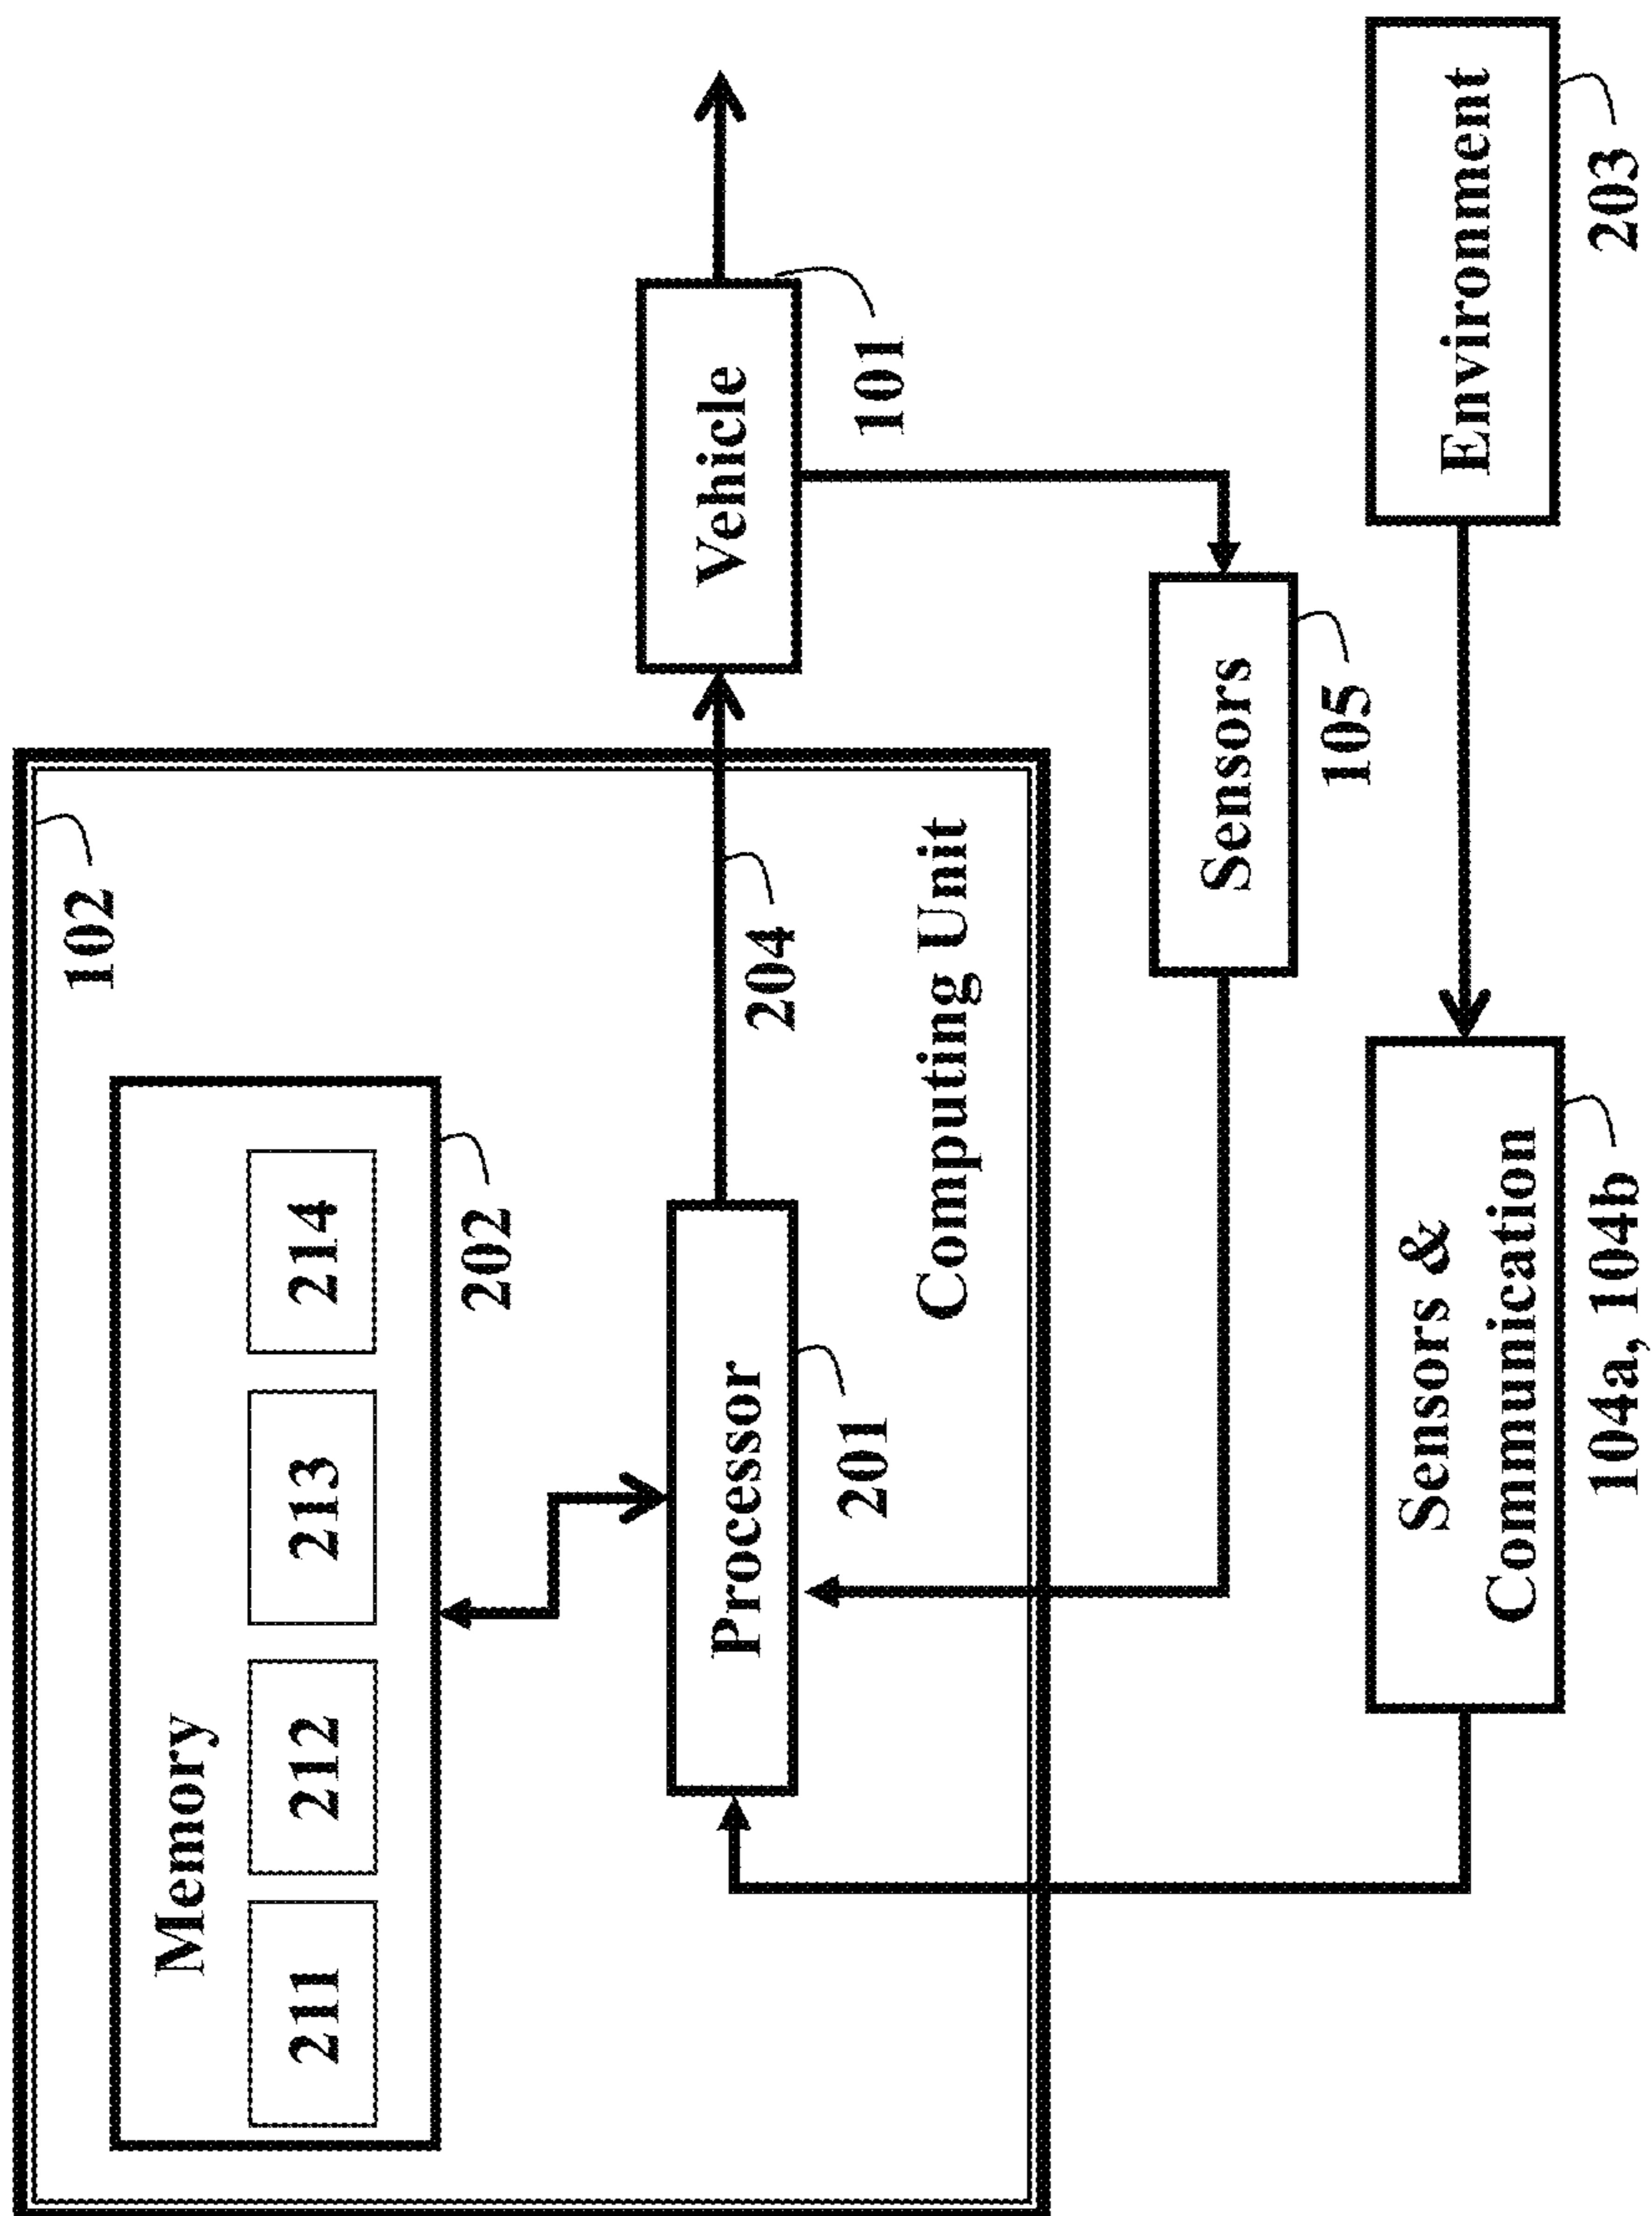 102
Memory
211
212
213
214
202
Processor
201
204
Computing Unit
Vehicle
101
Sensors
105
Sensors &
Communication
104a, 104b
Environment
203